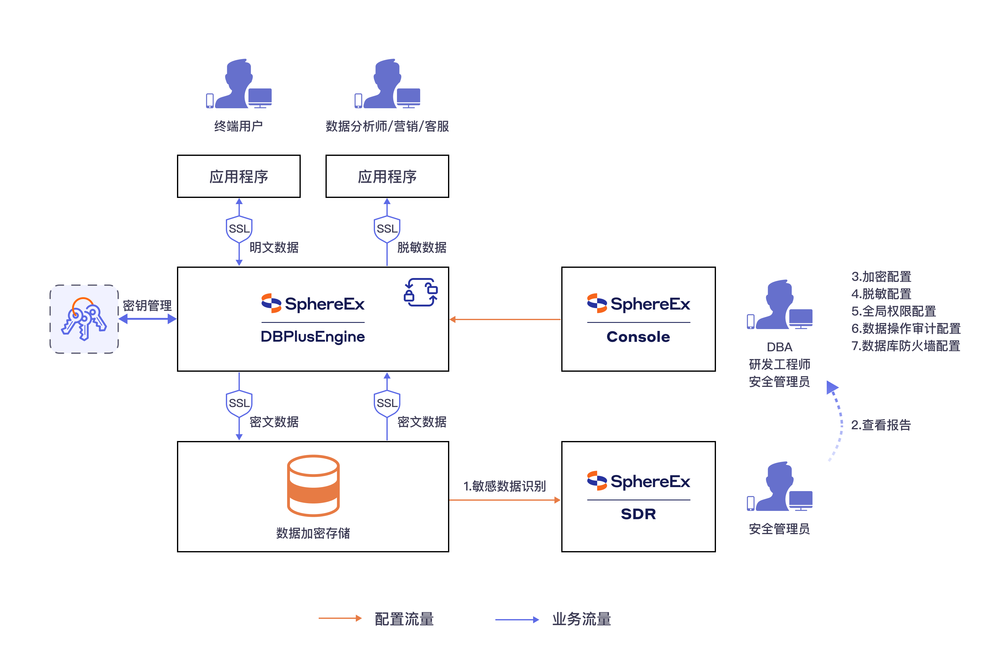 终端用户
数据分析师/营销/客服
应用程序
应用程序
SSL
SSL
明文数据
脱敏数据
密钥管理
SphereEx
DBPlusEngine
SphereEx
Console
DBA
研发工程师
安全管理员
3.加密配置
4.脱敏配置
5.全局权限配置
6.数据操作审计配置
7.数据库防火墙配置
SSL
SSL
密文数据
密文数据
2.查看报告
数据加密存储
1.敏感数据识别
SphereEx
SDR
安全管理员
配置流量
业务流量